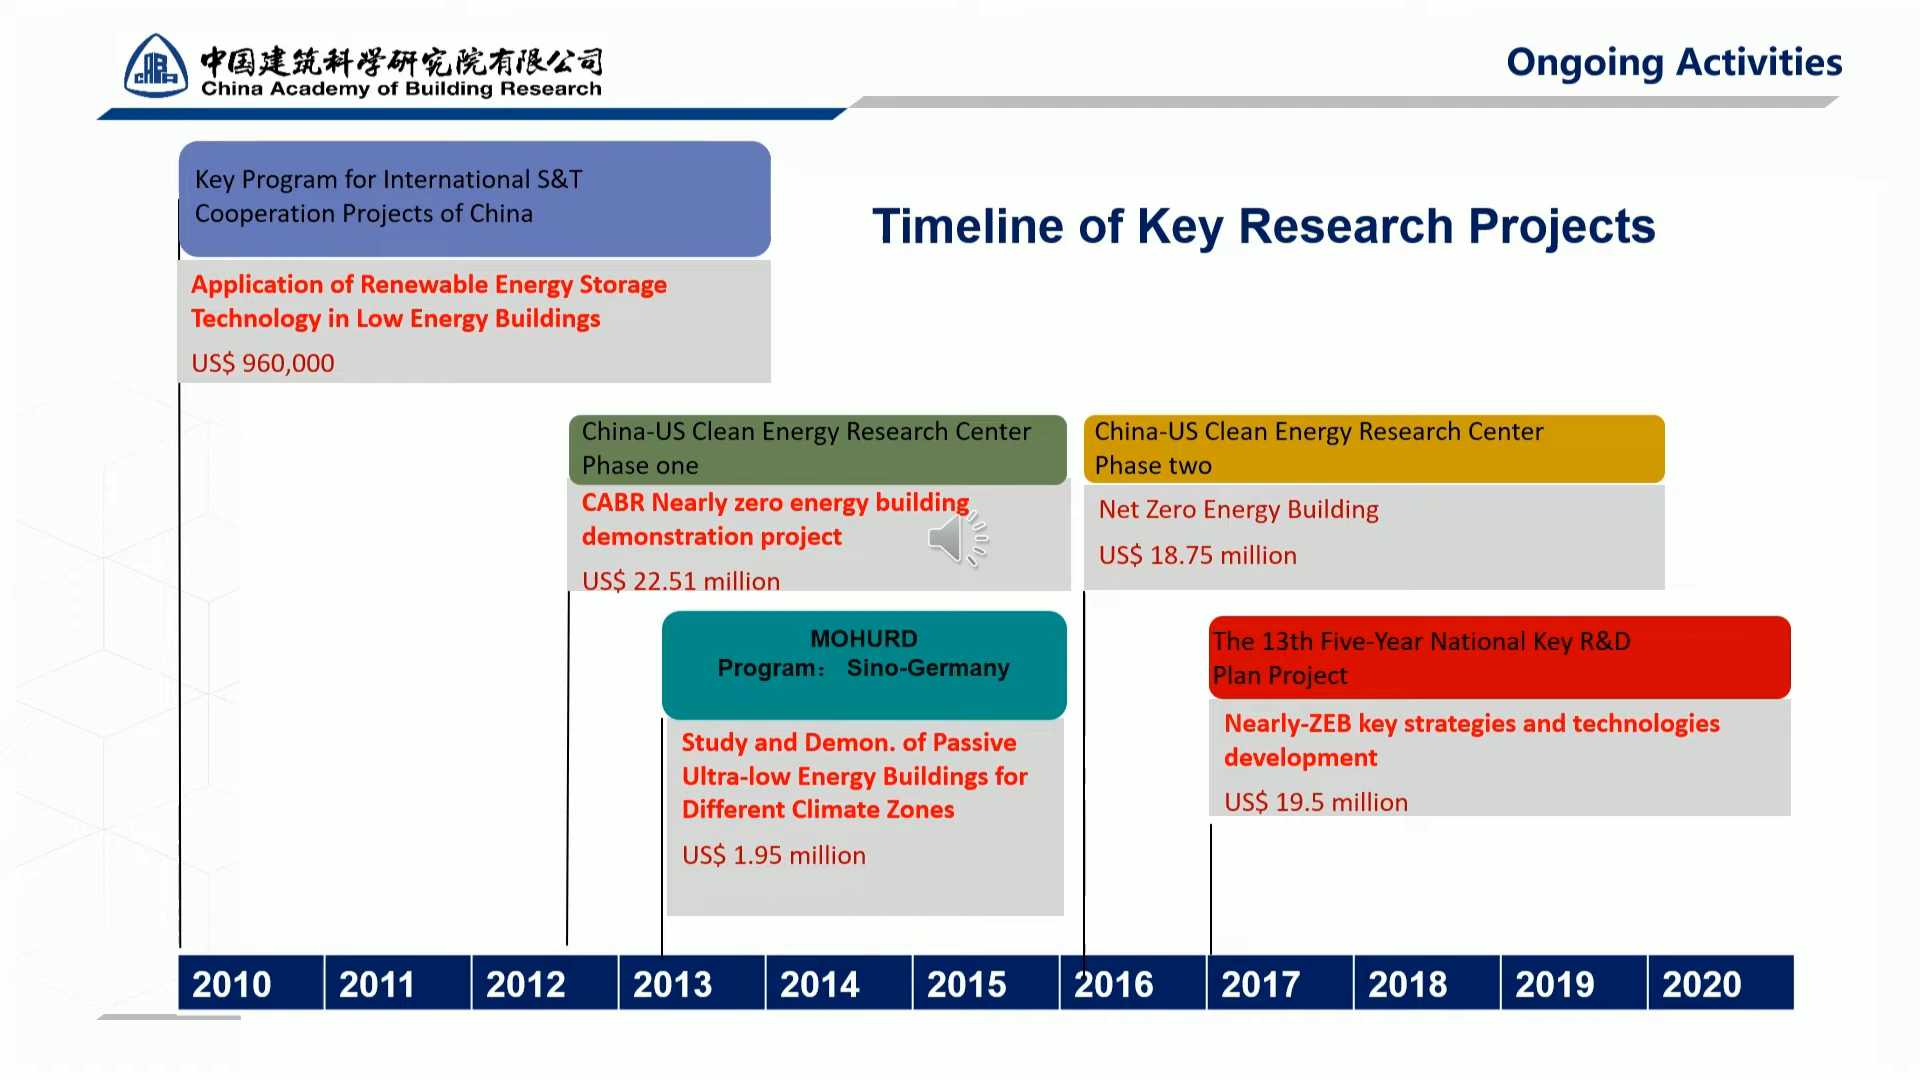 中国建筑科学研究院有限公司
China Academy of Building Research
CABR
Ongoing Activities
Key Program for International S&T
Cooperation Projects of China
Timeline of Key Research Projects
Application of Renewable Energy Storage
Technology in Low Energy Buildings
US$ 960,000
China-US Clean Energy Research Center
Phase one
CABR Nearly zero energy building
demonstration project
US$ 22.51 million
China-US Clean Energy Research Center
Phase two
Net Zero Energy Building
US$ 18.75 million
MOHURD
Program： Sino-Germany
Study and Demon. of Passive
Ultra-low Energy Buildings for
Different Climate Zones
US$ 1.95 million
The 13th Five-Year National Key R&D
Plan Project
Nearly-ZEB key strategies and technologies
development
US$ 19.5 million
2010 2011 2012 2013 2014 2015 2016 2017 2018 2019 2020